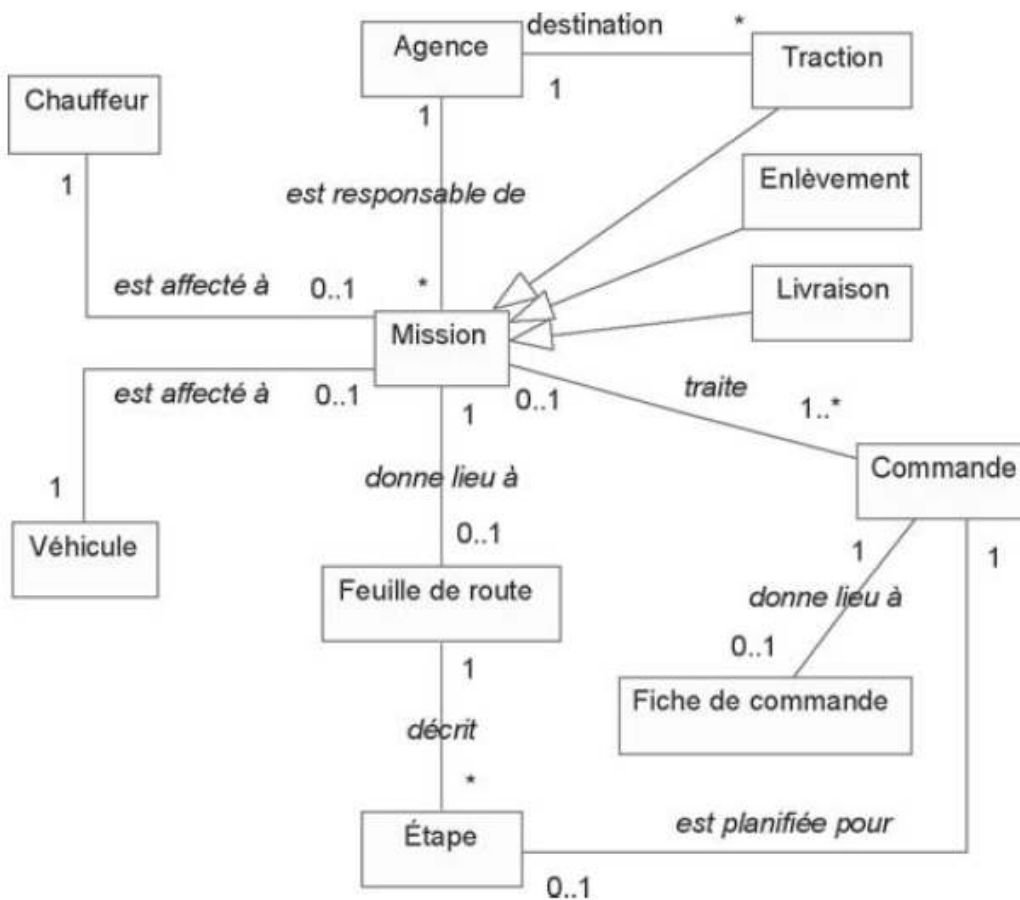 destination
*
Agence
Traction
Chauffeur
1
1
1
Enlèvement
est responsable de
Livraison
est affecté à
0..1
*
Mission
est affecté à
0..1
1
0..1
traite
1..*
Commande
donne lieu à
1
0..1
Véhicule
1
1
Feuille de route
donne lieu à
1
0..1
Fiche de commande
décrit
*
est planifiée pour
Étape
0..1